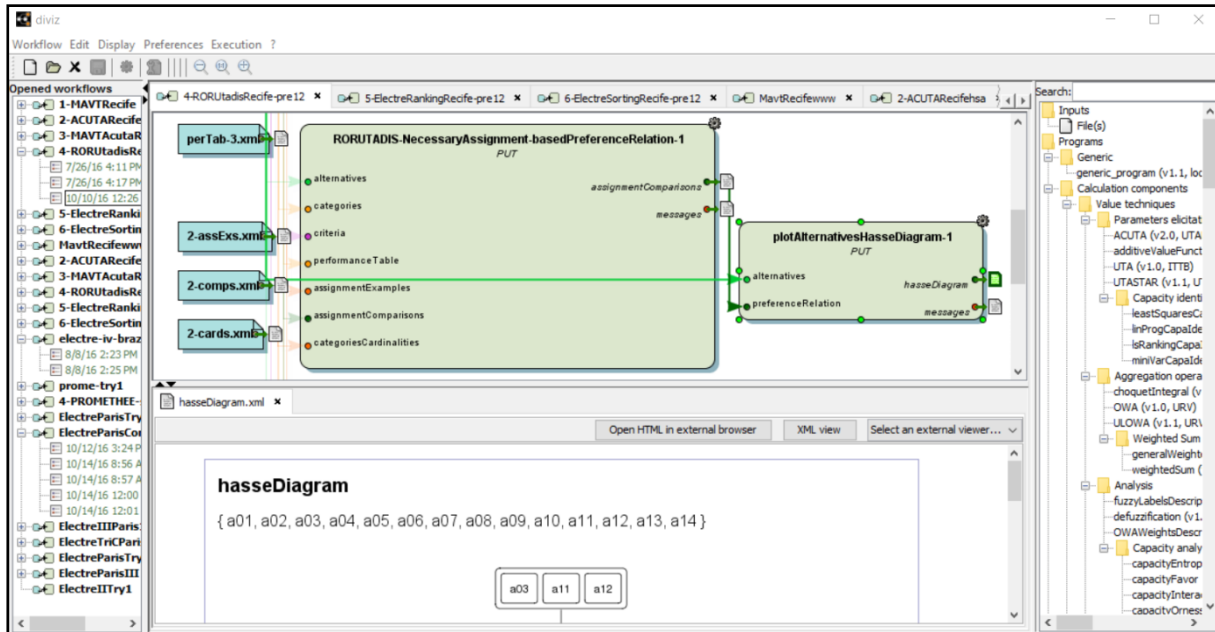 diviz
Workflow Edit Display Preferences Execution ?
Opened workflows
1-MAVTRecife
2-ACUTARecife
3-MAVTAcutaR
4-RORUtadisRe
7/26/16 4:11 PM
7/26/16 4:17 PM
10/10/16 12:26
5-ElectreRanki
6-ElectreSortin
MavtRecifeww
2-ACUTARecife
3-MAVTAcutaR
4-RORUtadisRe
5-ElectreRanki
6-ElectreSortin
electre-iv-braz
8/8/16 2:23 PM
8/8/16 2:25 PM
prome-try1
4-PROMETHEE-
ElectreParisTry
ElectreParisCor
10/12/16 3:24 P
10/14/16 8:56 A
10/14/16 8:57 A
10/14/16 12:00
10/14/16 12:01
ElectreIIIParis
ElectreTriCPari
ElectreParisTry
ElectreParisIII
ElectreIITry1
4-RORUtadisRecife-pre12
5-ElectreRankingRecife-pre12
6-ElectreSortingRecife-pre12
MavtRecifewww
2-ACUTARecifehsa
perTab-3.xml
2-assExs.xml
2-comps.xml
2-cards.xml
RORUTADIS-NecessaryAssignment-basedPreferenceRelation-1
PUT
alternatives
categories
criteria
performanceTable
assignmentExamples
assignmentComparisons
categoriesCardinalities
assignmentComparisons
messages
plotAlternativesHasseDiagram-1
PUT
alternatives
preferenceRelation
hasseDiagram
messages
hasseDiagram.xml
Open HTML in external browser
XML view
Select an external viewer...
hasseDiagram
{ a01, a02, a03, a04, a05, a06, a07, a08, a09, a10, a11, a12, a13, a14 }
a03 a11 a12
Search:
Inputs
File(s)
Programs
Generic
generic_program (v1.1, loc
Calculation components
Value techniques
Parameters elicitat
ACUTA (v2.0, UTA
additiveValueFunct
UTA (v1.0, ITTB)
UTASTAR (v1.1, UT
Capacity identi
leastSquaresCa
linProgCapaIde
lsRankingCapa
miniVarCapaIde
Aggregation opera
choquetIntegral (v
OWA (v1.0, URV)
ULOWA (v1.1, URV
Weighted Sum
generalWeight
weightedSum (
Analysis
fuzzyLabelsDescrip
defuzzification (v1.
OWAWeightsDescr
Capacity analy
capacityEntrop
capacityFavor
capacityIntera
capacityOrness